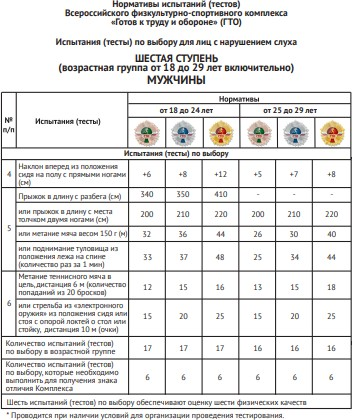 Нормативы испытаний (тестов)
Всероссийского физкультурно-спортивного комплекса
«Готов к труду и обороне» (ГТО)
Испытания (тесты) по выбору для лиц с нарушением слуха
ШЕСТАЯ СТУПЕНЬ
(возрастная группа от 18 до 29 лет включительно)
МУЖЧИНЫ
№ п/п Испытания (тесты) Нормативы
от 18 до 24 лет от 25 до 29 лет
Испытания (тесты) по выбору
4 Наклон вперед из положения
сидя на полу с прямыми ногами
(см) +6 +8 +12 +5 +7 +8
5 Прыжок в длину с разбега (см) 340 350 410 - - -
или прыжок в длину с места
толчком двумя ногами (см) 200 210 220 200 210 220
или метание мяча весом 150 г (м) 32 36 44 26 30 40
или поднимание туловища из
положения лежа на спине
(количество раз за 1 мин) 33 37 48 25 34 44
6 Метание теннисного мяча в
цель, дистанция 6 м (количество
попаданий из 20 бросков) 12 15 16 13 15 18
или стрельба из «электронного
оружия» из положения сидя или
стоя с опорой локтей о стол или
стойку, дистанция 10 м (очки) 15 20 25 15 20 25
Количество испытаний (тестов)
по выбору в возрастной группе 17 17 17 16 16 16
Количество испытаний (тестов)
по выбору, которые необходимо
выполнить для получения знака
отличия Комплекса 6 6 6 6 6 6
Шесть испытаний (тестов) по выбору обеспечивают оценку шести физических качеств
* Проводится при наличии условий для организации проведения тестирования.